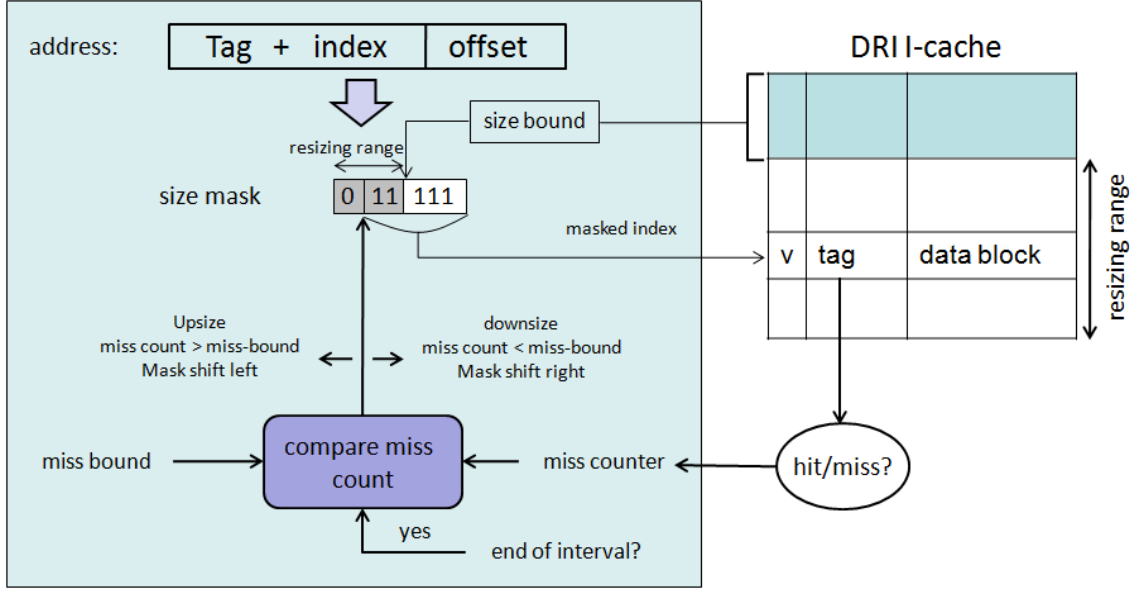 address:
Tag + index
offset
DRI I-cache
size bound
resizing range
size mask
0
11
111
masked index
v
tag
data block
resizing range
Upsize
miss count > miss-bound
Mask shift left
downsize
miss count < miss-bound
Mask shift right
miss bound
compare miss
count
miss counter
hit/miss?
yes
end of interval?